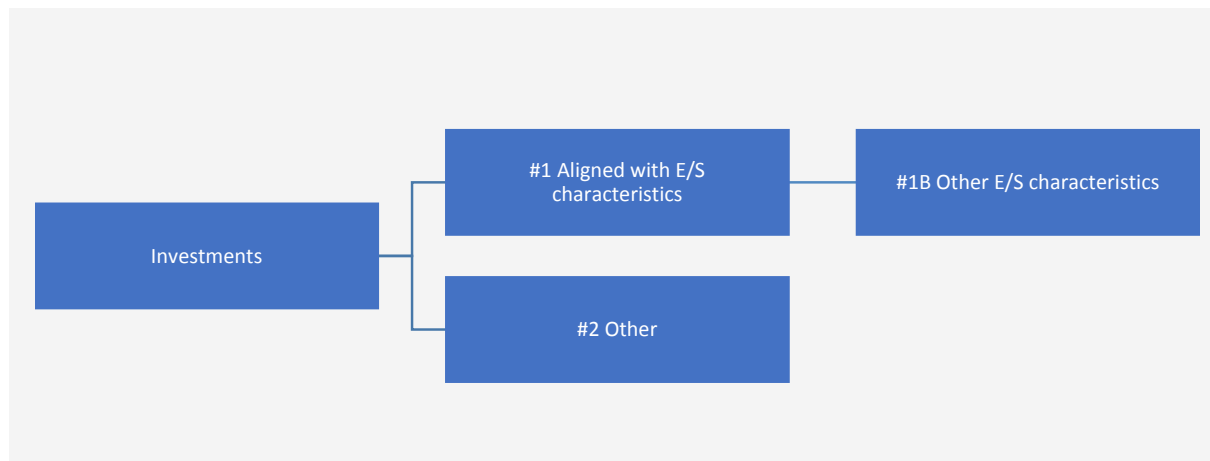 Investments
#1 Aligned with E/S
characteristics
#1B Other E/S characteristics
#2 Other